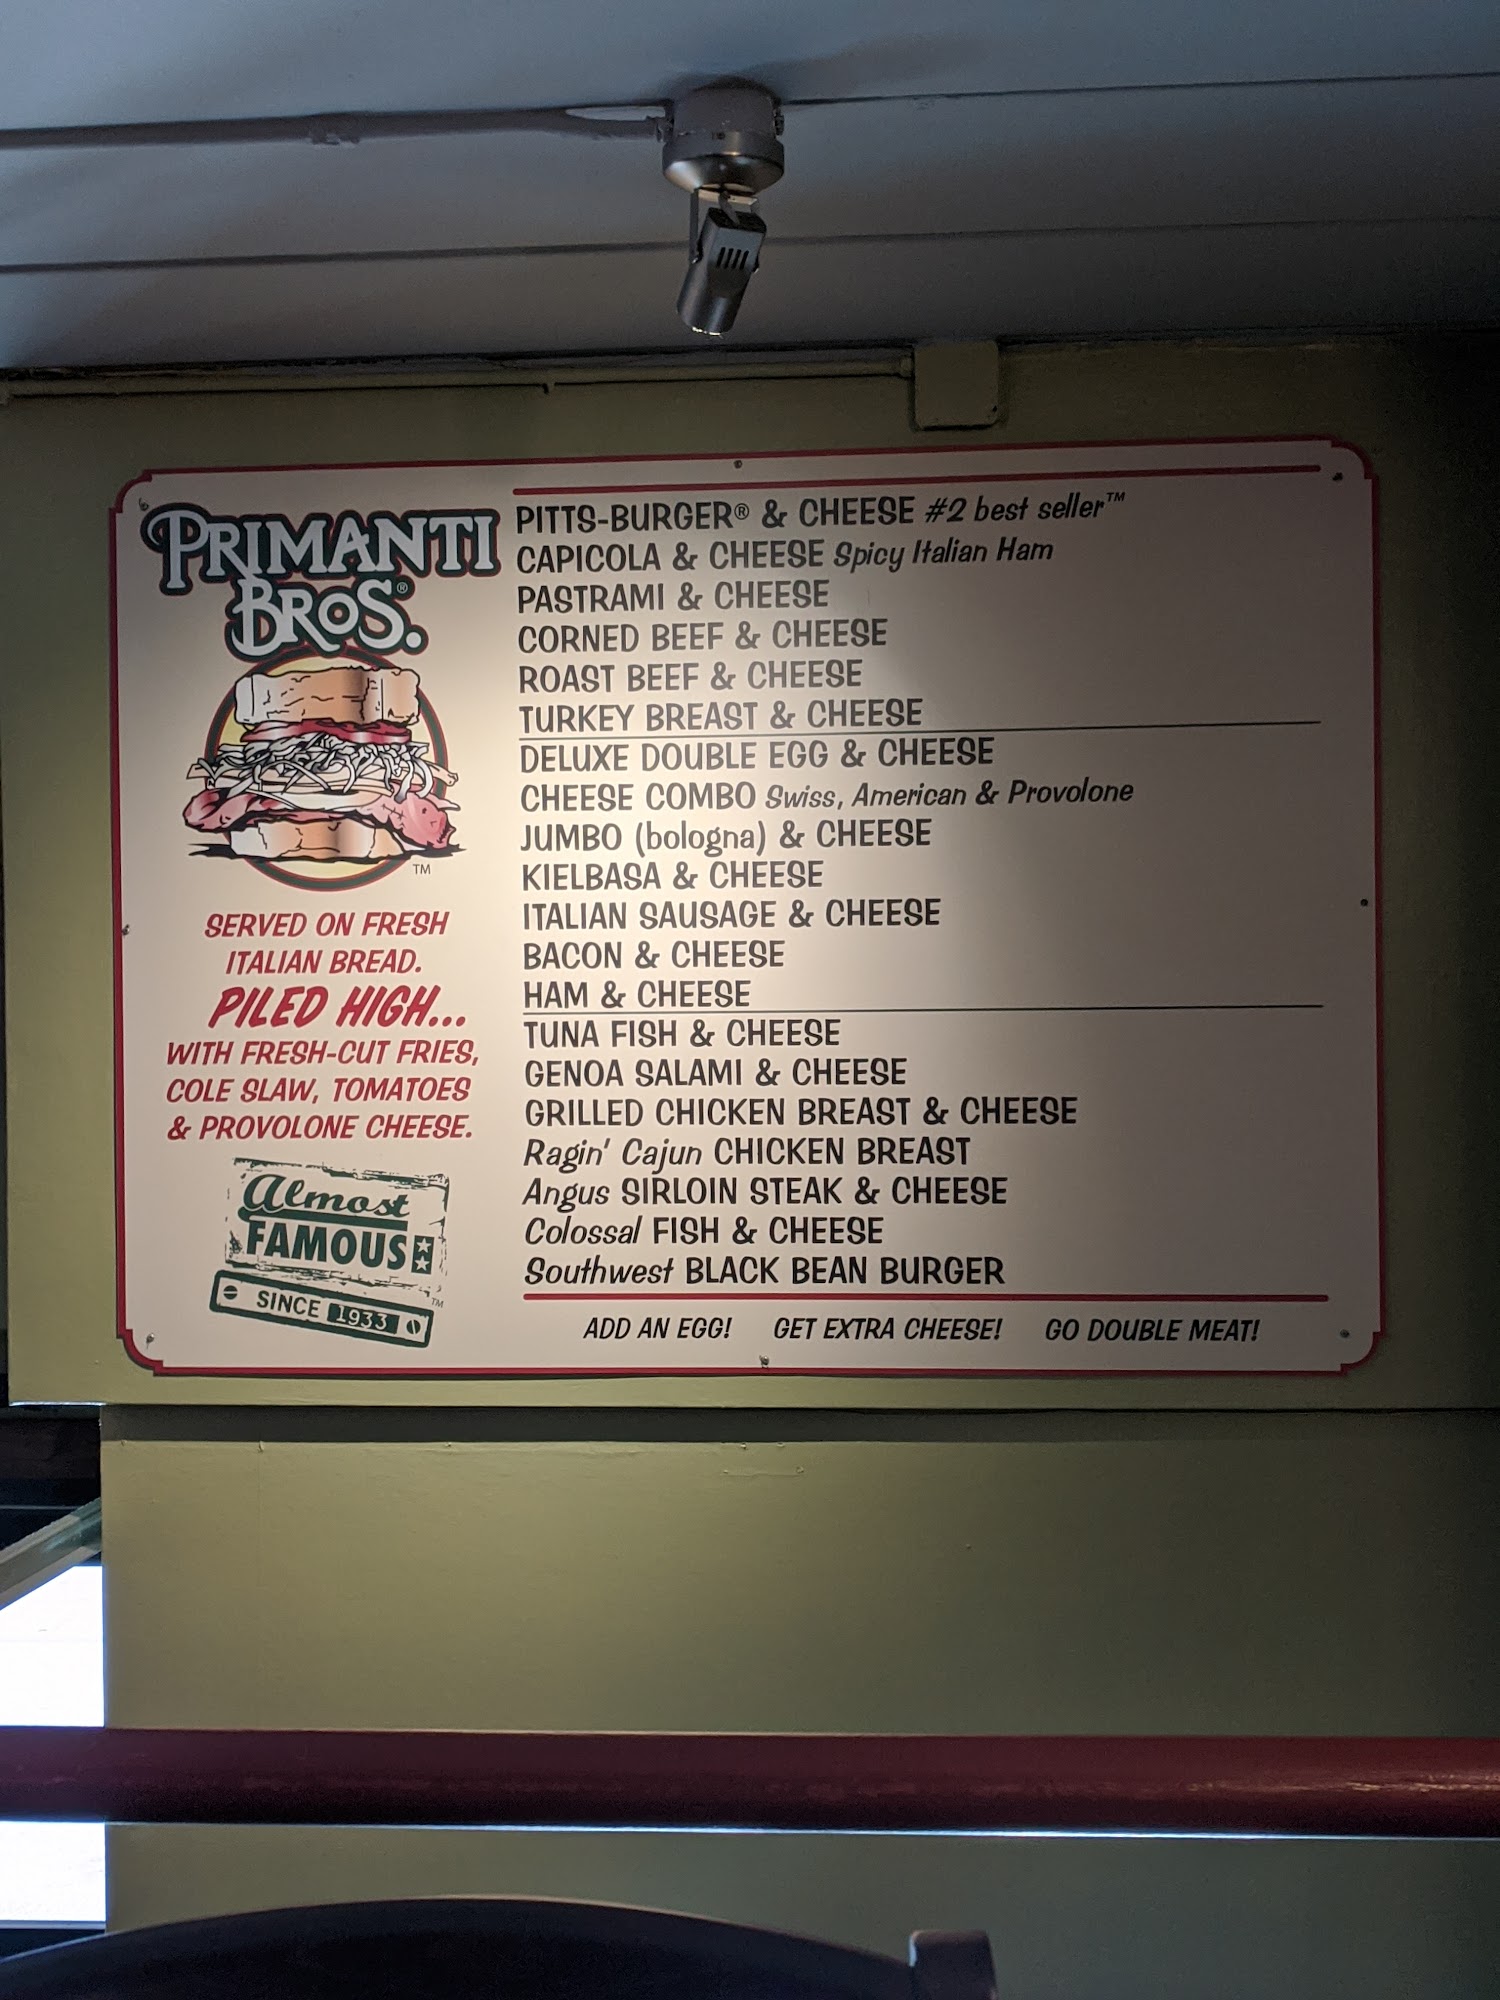 PRIMANTI
BROS.®
TM
SERVED ON FRESH
ITALIAN BREAD.
PILED HIGH...
WITH FRESH-CUT FRIES,
COLE SLAW, TOMATOES
& PROVOLONE CHEESE.
Almost
FAMOUS
TM
SINCE 1933
PITTS-BURGER® & CHEESE #2 best seller™
CAPICOLA & CHEESE Spicy Italian Ham
PASTRAMI & CHEESE
CORNED BEEF & CHEESE
ROAST BEEF & CHEESE
TURKEY BREAST & CHEESE
DELUXE DOUBLE EGG & CHEESE
CHEESE COMBO Swiss, American & Provolone
JUMBO (bologna) & CHEESE
KIELBASA & CHEESE
ITALIAN SAUSAGE & CHEESE
BACON & CHEESE
HAM & CHEESE
TUNA FISH & CHEESE
GENOA SALAMI & CHEESE
GRILLED CHICKEN BREAST & CHEESE
Ragin' Cajun CHICKEN BREAST
Angus SIRLOIN STEAK & CHEESE
Colossal FISH & CHEESE
Southwest BLACK BEAN BURGER
ADD AN EGG! GET EXTRA CHEESE! GO DOUBLE MEAT!